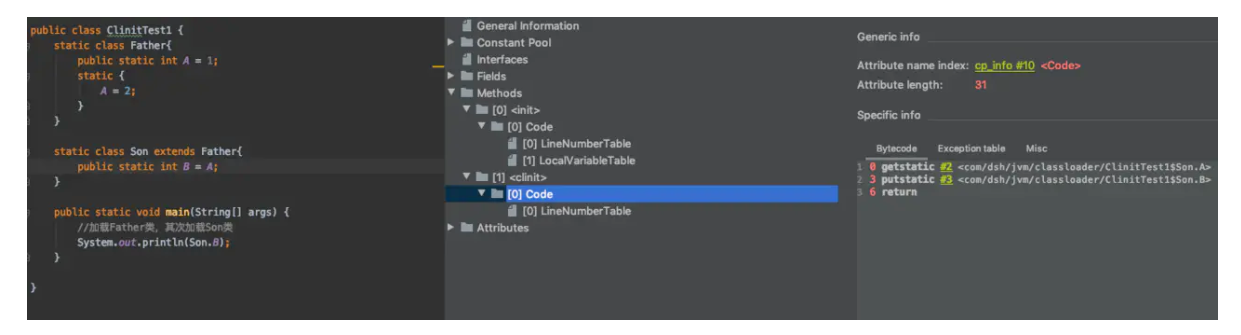 public class ClinitTest1 {
static class Father{
public static int A = 1;
static {
A = 2;
}
}
static class Son extends Father{
public static int B = A;
}
public static void main(String[] args) {
//加载Father类，其次加载Son类
System.out.println(Son.B);
}
}
General Information
Constant Pool
Interfaces
Fields
Methods
[0] <init>
[0] Code
[0] LineNumberTable
[1] LocalVariableTable
[1] <clinit>
[0] Code
[0] LineNumberTable
Attributes
Generic info
Attribute name index: cp_info #10 <Code>
Attribute length: 31
Specific info
Bytecode Exception table Misc
1 0 getstatic #2 <com/dsh/jvm/classloader/ClinitTest1$Son.A>
2 3 putstatic #3 <com/dsh/jvm/classloader/ClinitTest1$Son.B>
3 6 return